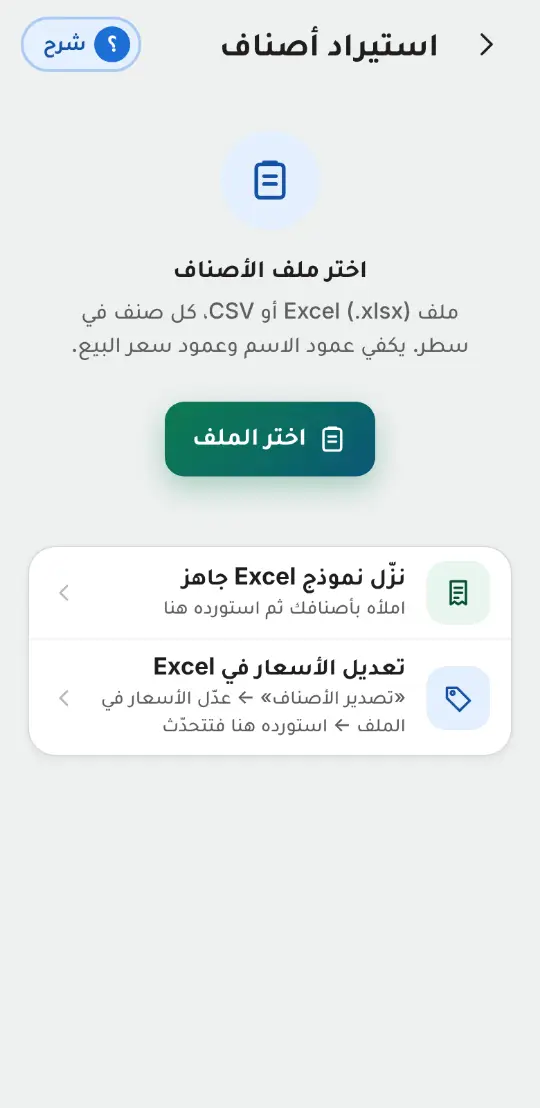 استيراد أصناف
؟ شرح
اختر ملف الأصناف
ملف Excel (.xlsx) أو CSV، كل صنف في
سطر. يكفي عمود الاسم وعمود سعر البيع.
اختر الملف
نزّل نموذج Excel جاهز
املأه بأصنافك ثم استورده هنا
تعديل الأسعار في Excel
«تصدير الأصناف» ← عدّل الأسعار في
الملف ← استورده هنا فتتحدّث